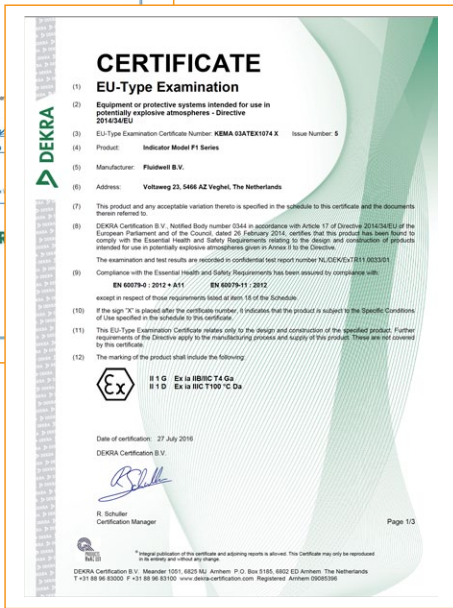 DEKRA
CERTIFICATE
(1) EU-Type Examination
(2) Equipment or protective systems intended for use in
potentially explosive atmospheres - Directive
2014/34/EU
(3) EU-Type Examination Certificate Number: KEMA 03ATEX1074 X Issue Number: 5
(4) Product: Indicator Model F1 Series
(5) Manufacturer: Fluidwell B.V.
(6) Address: Voltaweg 23, 5466 AZ Veghel, The Netherlands
(7) This product and any acceptable variation thereto is specified in the schedule to this certificate and the documents
therein referred to.
(8) DEKRA Certification B.V., Notified Body number 0344 in accordance with Article 17 of Directive 2014/34/EU of the
European Parliament and of the Council, dated 26 February 2014, certifies that this product has been found to
comply with the Essential Health and Safety Requirements relating to the design and construction of products
intended for use in potentially explosive atmospheres given in Annex II to the Directive.
The examination and test results are recorded in confidential test report number NL/DEK/ExTR11.0033/01.
(9) Compliance with the Essential Health and Safety Requirements has been assured by compliance with:
EN 60079-0 : 2012 + A11 EN 60079-11 : 2012
except in respect of those requirements listed at item 18 of the Schedule.
(10) If the sign "X" is placed after the certificate number, it indicates that the product is subject to the Specific Conditions
of Use specified in the schedule to this certificate.
(11) This EU-Type Examination Certificate relates only to the design and construction of the specified product. Further
requirements of the Directive apply to the manufacturing process and supply of this product. These are not covered
by this certificate.
(12) The marking of the product shall include the following:
Ex
II 1 G Ex ia IIB/IIC T4 Ga
II 1 D Ex ia IIIC T100 °C Da
Date of certification: 27 July 2016
DEKRA Certification B.V.
R. Schuller
Certification Manager
Page 1/3
© Integral publication of this certificate and adjoining reports is allowed. This Certificate may only be reproduced
in its entirety and without any change.
DEKRA Certification B.V. Meander 1051, 6825 MJ Arnhem P.O. Box 5185, 6802 ED Arnhem The Netherlands
T +31 88 96 83000 F +31 88 96 83100 www.dekra-certification.com Registered Arnhem 09085396